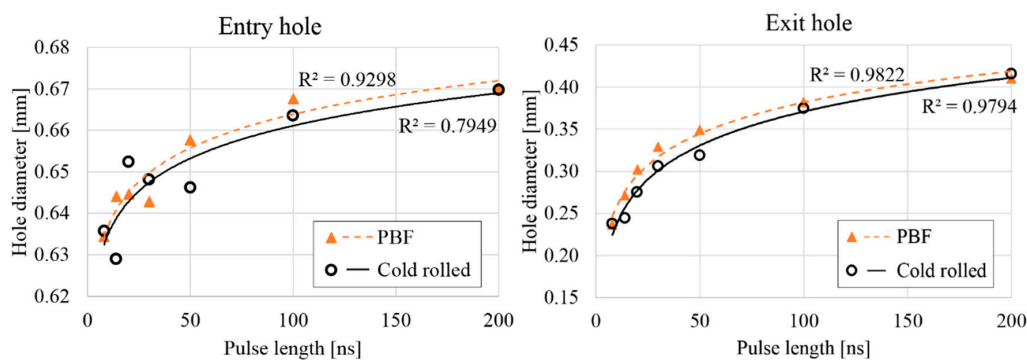 Entry hole
Hole diameter [mm]
0.68
0.67
0.66
0.65
0.64
0.63
0.62
R² = 0.9298
R² = 0.7949
PBF
Cold rolled
0
50
100
150
200
Pulse length [ns]
Exit hole
Hole diameter [mm]
0.45
0.40
0.35
0.30
0.25
0.20
0.15
R² = 0.9822
R² = 0.9794
PBF
Cold rolled
0
50
100
150
200
Pulse length [ns]